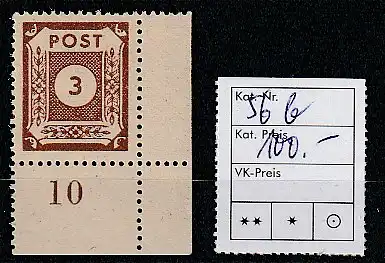 POST
3
10
Kat.-Nr.
56 b
Kat. Preis
100.-
VK-Preis